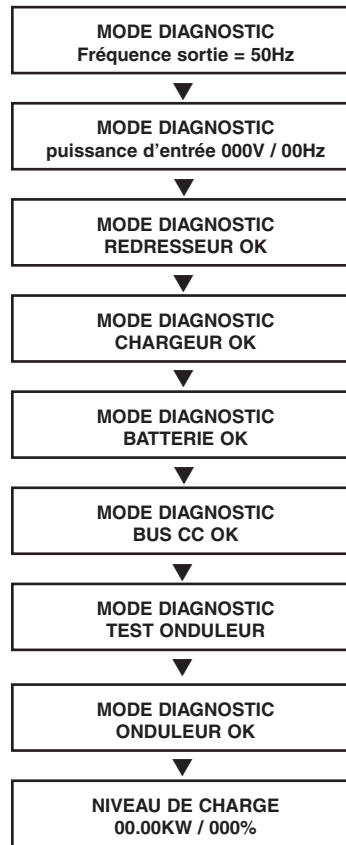 MODE DIAGNOSTIC
Fréquence sortie = 50Hz
MODE DIAGNOSTIC
puissance d'entrée 000V / 00Hz
MODE DIAGNOSTIC
REDRESSEUR OK
MODE DIAGNOSTIC
CHARGEUR OK
MODE DIAGNOSTIC
BATTERIE OK
MODE DIAGNOSTIC
BUS CC OK
MODE DIAGNOSTIC
TEST ONDULEUR
MODE DIAGNOSTIC
ONDULEUR OK
NIVEAU DE CHARGE
00.00KW / 000%